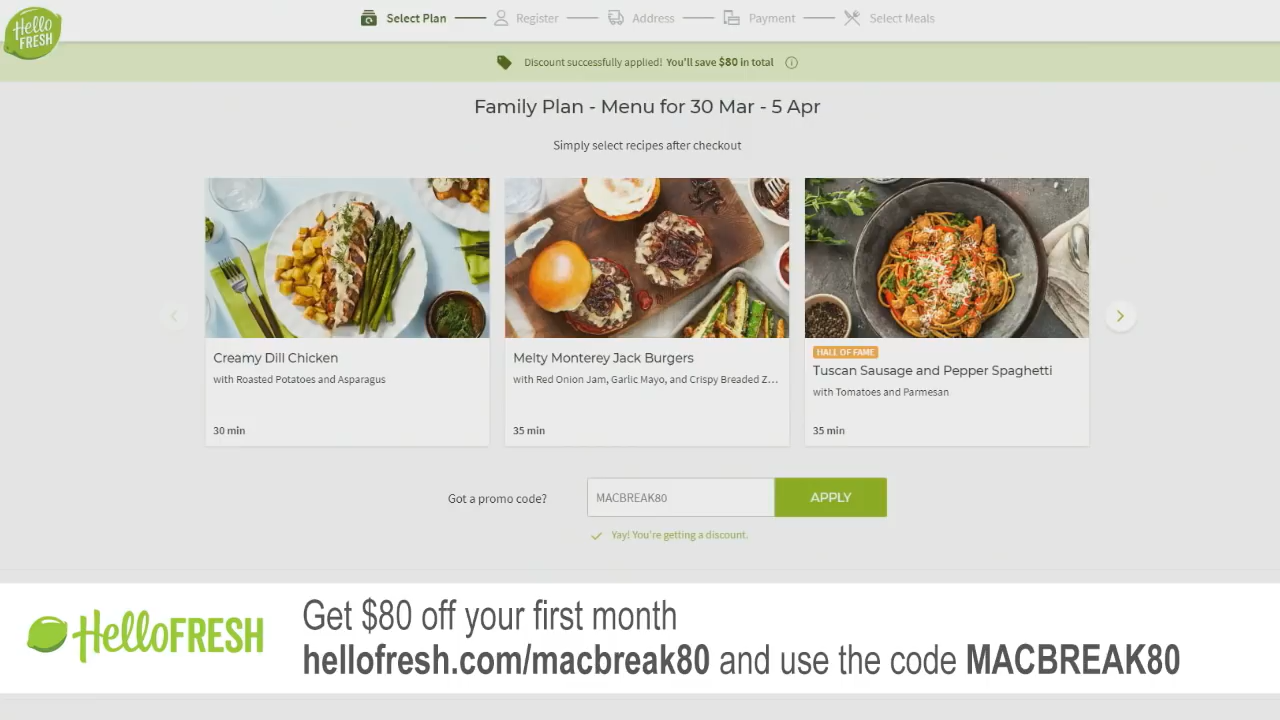 Hello
FRESH
Select Plan
Register
Address
Payment
Select Meals
Discount successfully applied! You'll save $80 in total
Family Plan - Menu for 30 Mar - 5 Apr
Simply select recipes after checkout
Creamy Dill Chicken
with Roasted Potatoes and Asparagus
30 min
Melty Monterey Jack Burgers
with Red Onion Jam, Garlic Mayo, and Crispy Breaded Z...
35 min
HALL OF FAME
Tuscan Sausage and Pepper Spaghetti
with Tomatoes and Parmesan
35 min
Got a promo code?
MACBREAK80
APPLY
Yay! You're getting a discount.
HelloFRESH
Get $80 off your first month
hellofresh.com/macbreak80 and use the code MACBREAK80